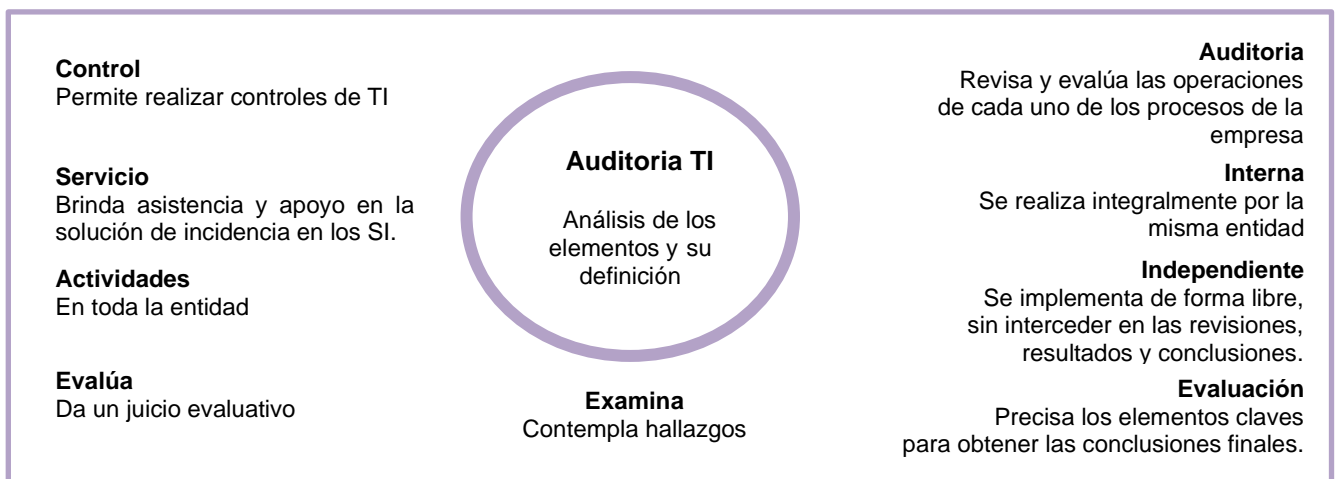 Control
Permite realizar controles de TI
Servicio
Brinda asistencia y apoyo en la
solución de incidencia en los SI.
Actividades
En toda la entidad
Evalúa
Da un juicio evaluativo
Auditoria TI
Análisis de los
elementos y su
definición
Examina
Contempla hallazgos
Auditoria
Revisa y evalúa las operaciones
de cada uno de los procesos de la
empresa
Interna
Se realiza integralmente por la
misma entidad
Independiente
Se implementa de forma libre,
sin interceder en las revisiones,
resultados y conclusiones.
Evaluación
Precisa los elementos claves
para obtener las conclusiones finales.